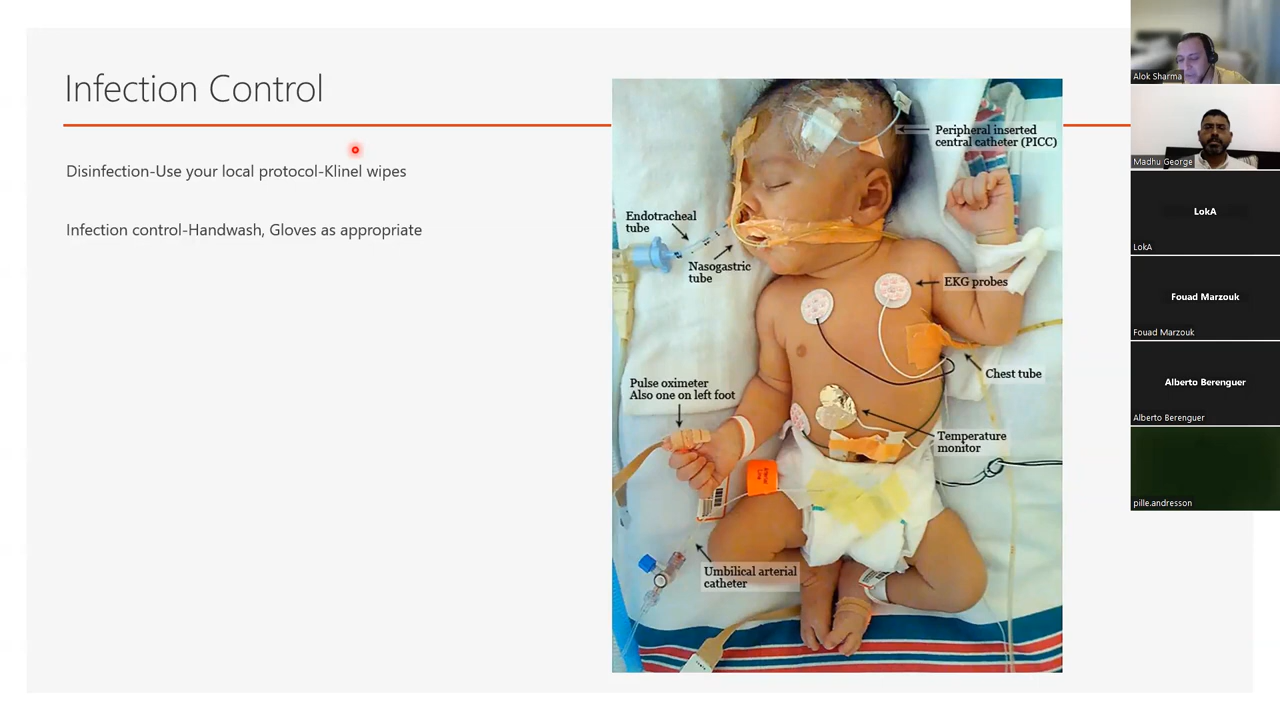 Infection Control
Disinfection-Use your local protocol-Klinel wipes
Infection control-Handwash, Gloves as appropriate
Peripheral inserted
central catheter (PICC)
Endotracheal
tube
Nasogastric
tube
EKG probes
Chest tube
Pulse oximeter
Also one on left foot
Temperature
monitor
Umbilical arterial
catheter
Alok Sharma
Madhu George
LokA
LokA
Fouad Marzouk
Fouad Marzouk
Alberto Berenguer
Alberto Berenguer
pille.andresson